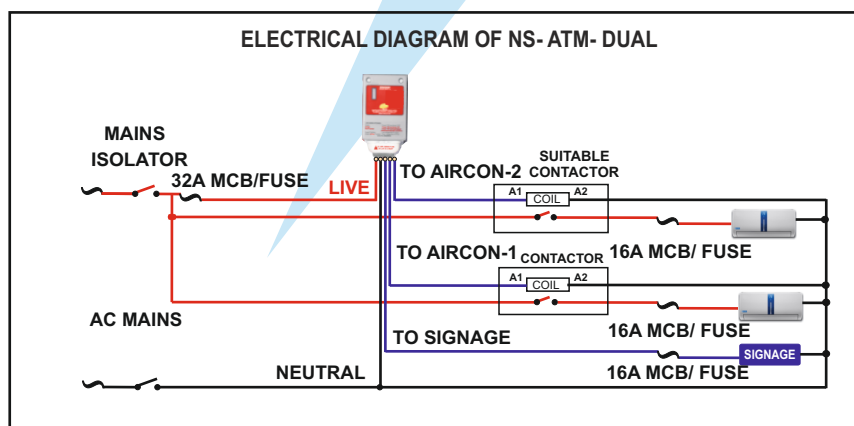 ELECTRICAL DIAGRAM OF NS- ATM- DUAL
MAINS
ISOLATOR
32A MCB/FUSE
LIVE
TO AIRCON-2
SUITABLE
CONTACTOR
A1
COIL
A2
16A MCB/ FUSE
TO AIRCON-1
CONTACTOR
A1
COIL
A2
16A MCB/ FUSE
AC MAINS
TO SIGNAGE
SIGNAGE
16A MCB/ FUSE
NEUTRAL